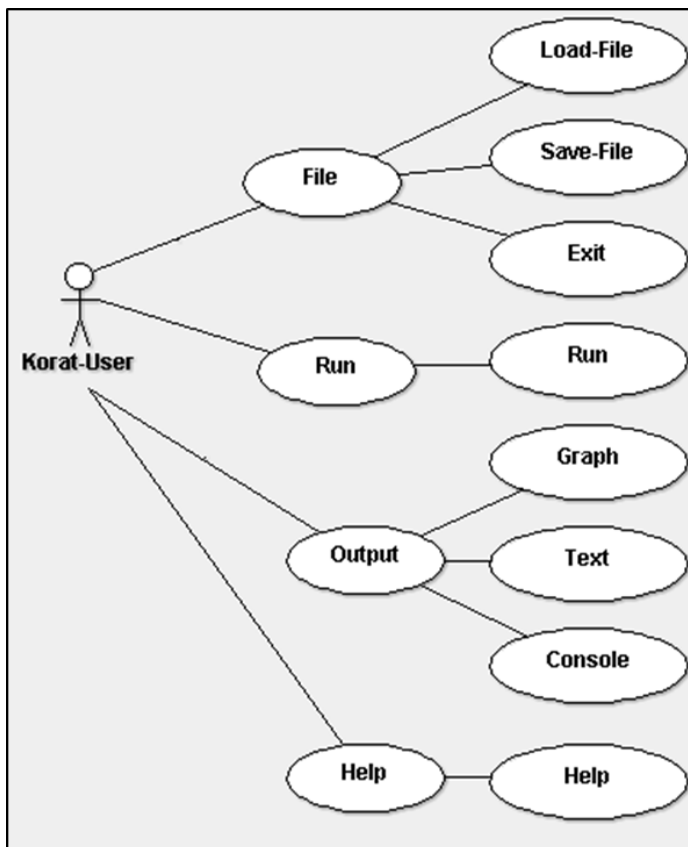 Load-File
File
Save-File
Exit
Korat-User
Run
Run
Graph
Output
Text
Console
Help
Help